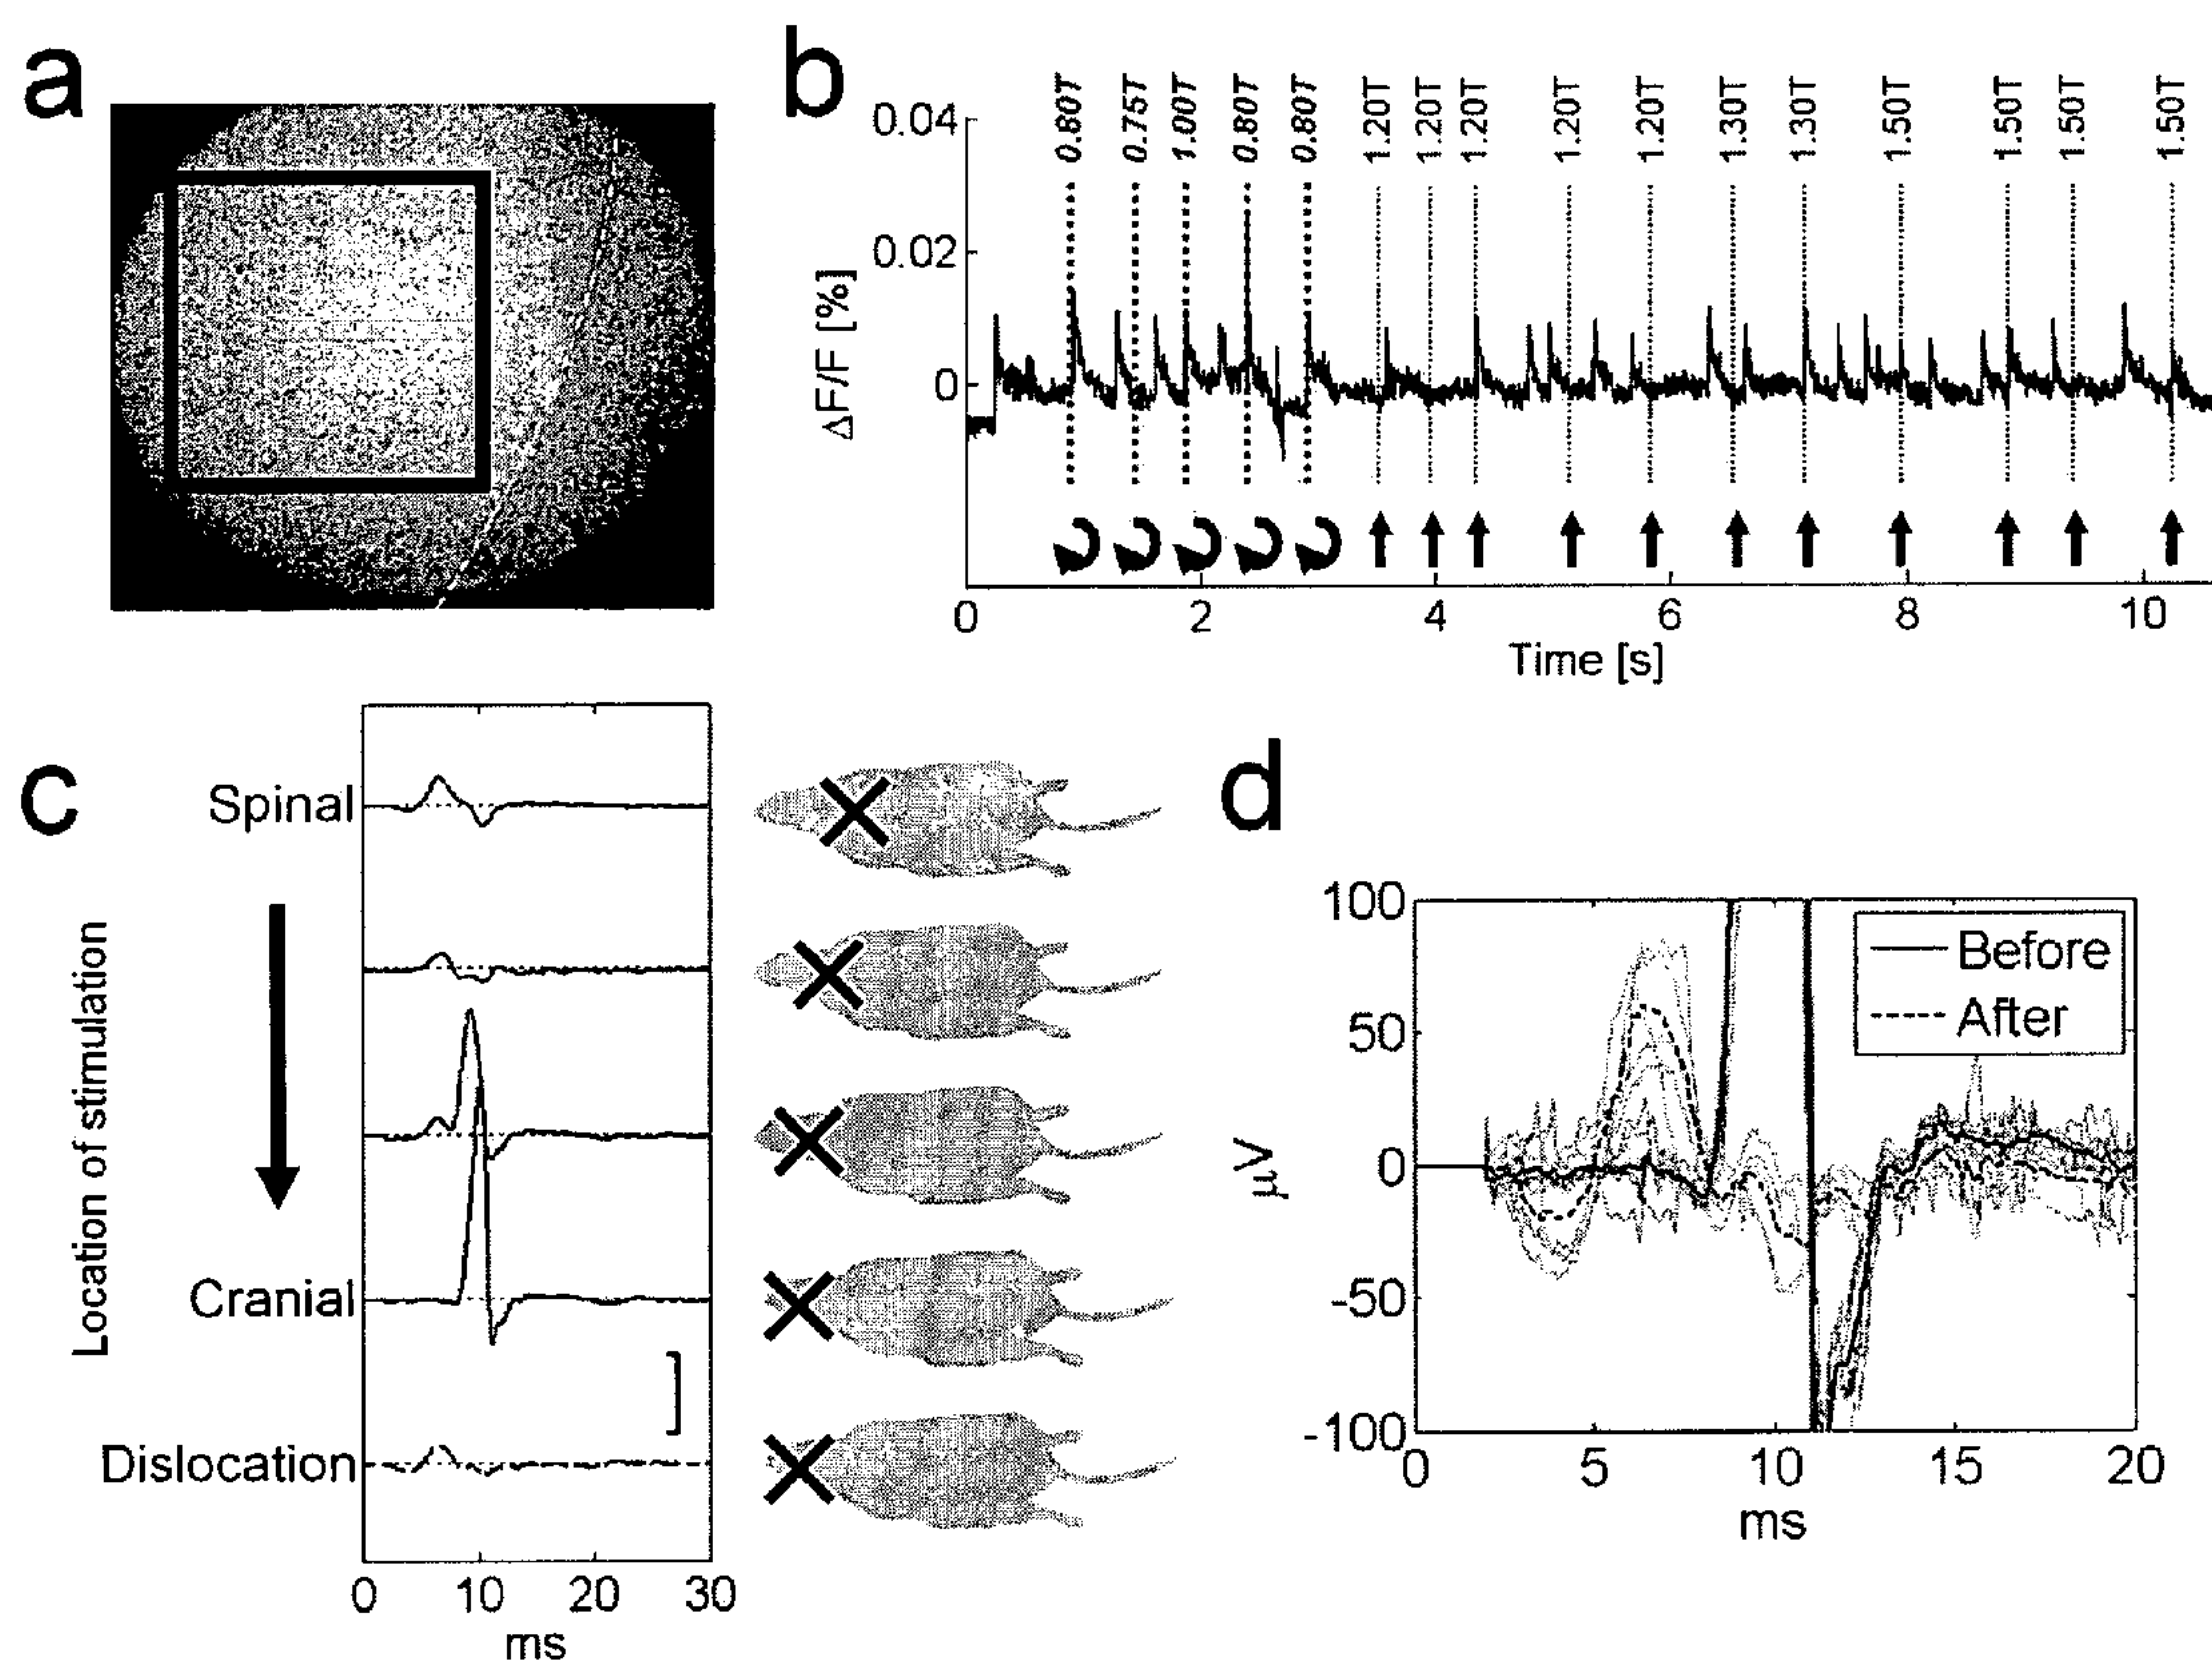 a
b
0.80T 0.75T 1.00T 0.80T 0.80T 1.20T 1.20T 1.20T 1.20T 1.20T 1.30T 1.30T 1.50T 1.50T 1.50T 1.50T
0.04
0.02
0
ΔF/F [%]
0 2 4 6 8 10
Time [s]
c
Spinal
Cranial
Dislocation
Location of stimulation
0 10 20 30
ms
d
100
50
0
-50
-100
μV
Before
After
0 5 10 15 20
ms